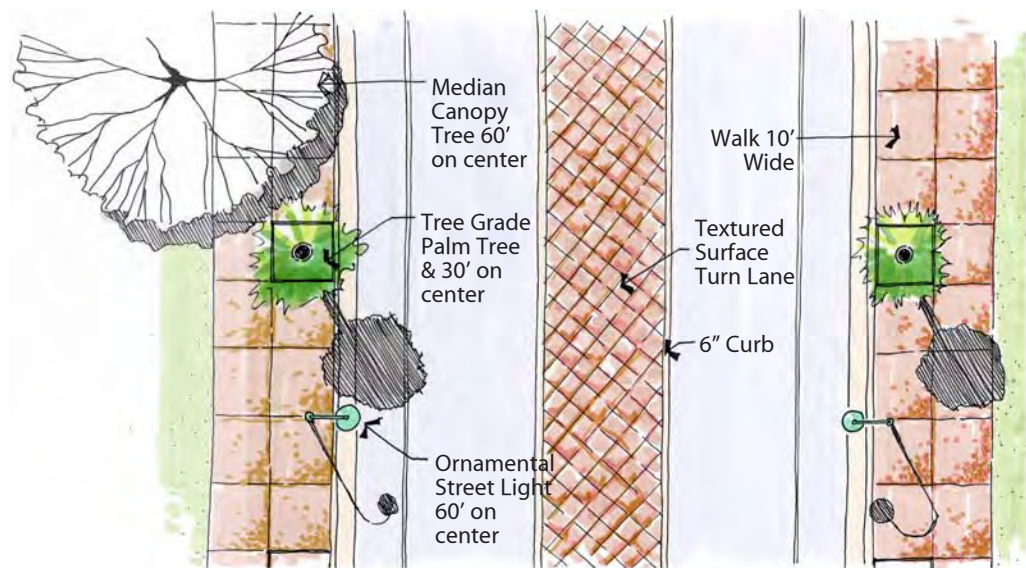 Median
Canopy
Tree 60'
on center
Tree Grade
Palm Tree
& 30' on
center
Ornamental
Street Light
60' on
center
Walk 10'
Wide
Textured
Surface
Turn Lane
6” Curb